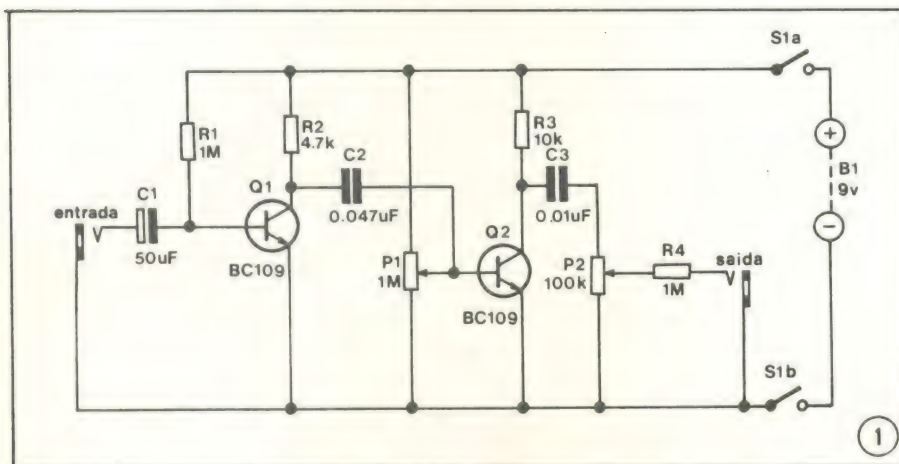 S1a
R1
1M
R2
4.7k
R3
10k
C1
C2
C3
Q1
B1
9v
entrada
0.047uF
0.01uF
50uF
BC109
P1
1M
Q2
BC109
P2
100k
R4
1M
saída
S1b
+
−
1